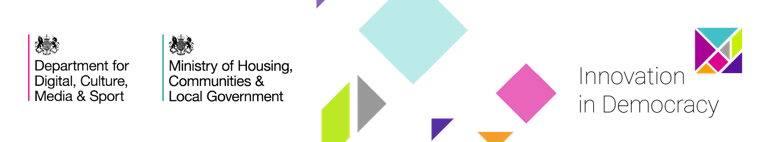 Department for
Digital, Culture,
Media & Sport
Ministry of Housing,
Communities &
Local Government
Innovation
in Democracy